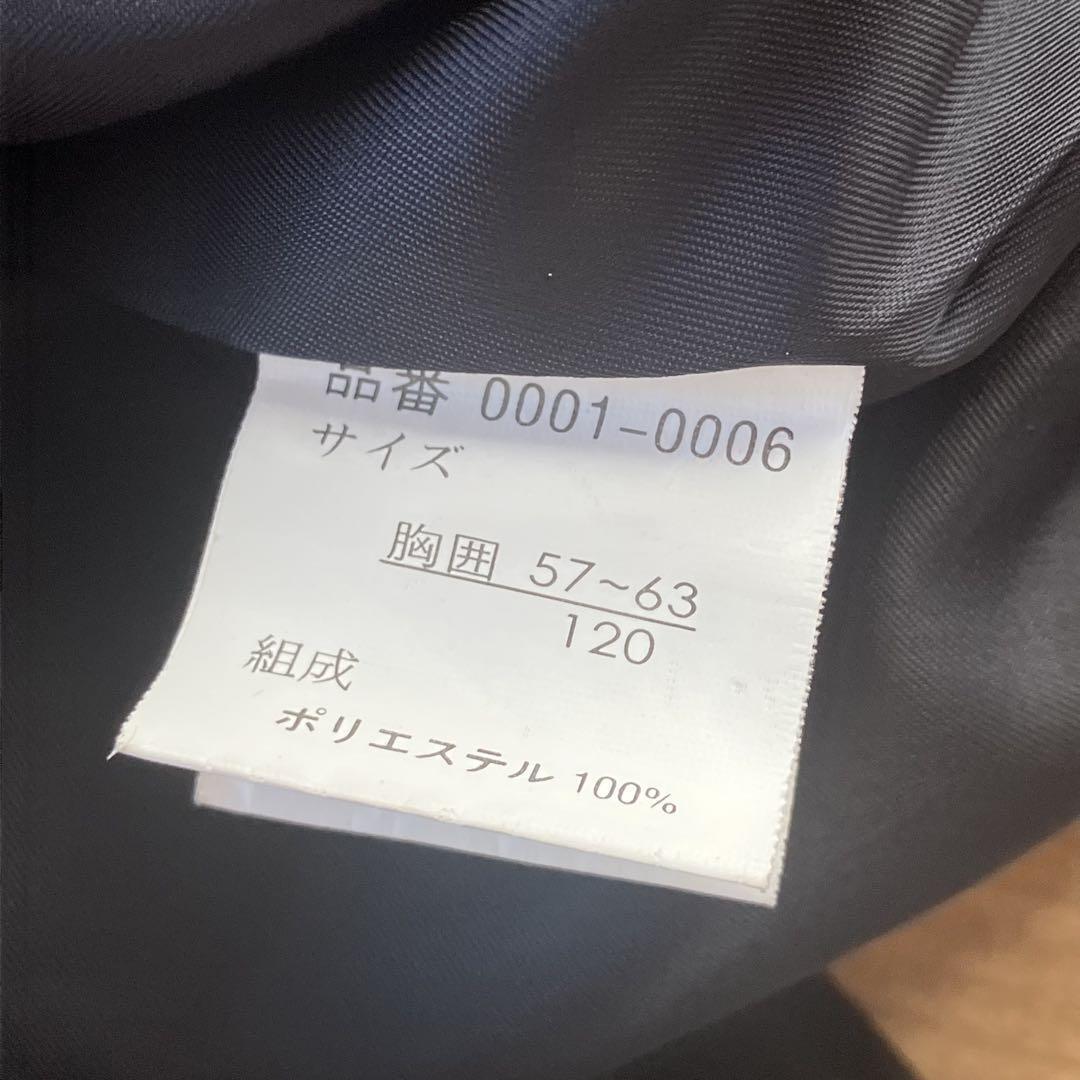 品番 0001-0006
サイズ
胸囲 57~63
120
組成
ポリエステル 100%